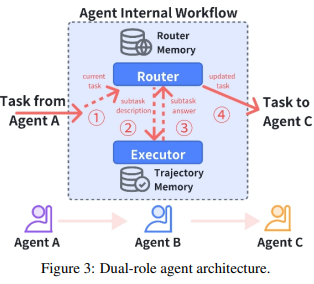 Agent Internal Workflow
Router
Memory
current
task
Router
updated
task
Task from
Agent A
①
subtask
description
②
subtask
answer
③
④
Task to
Agent C
Executor
Trajectory
Memory
Agent A
Agent B
Agent C
Figure 3: Dual-role agent architecture.